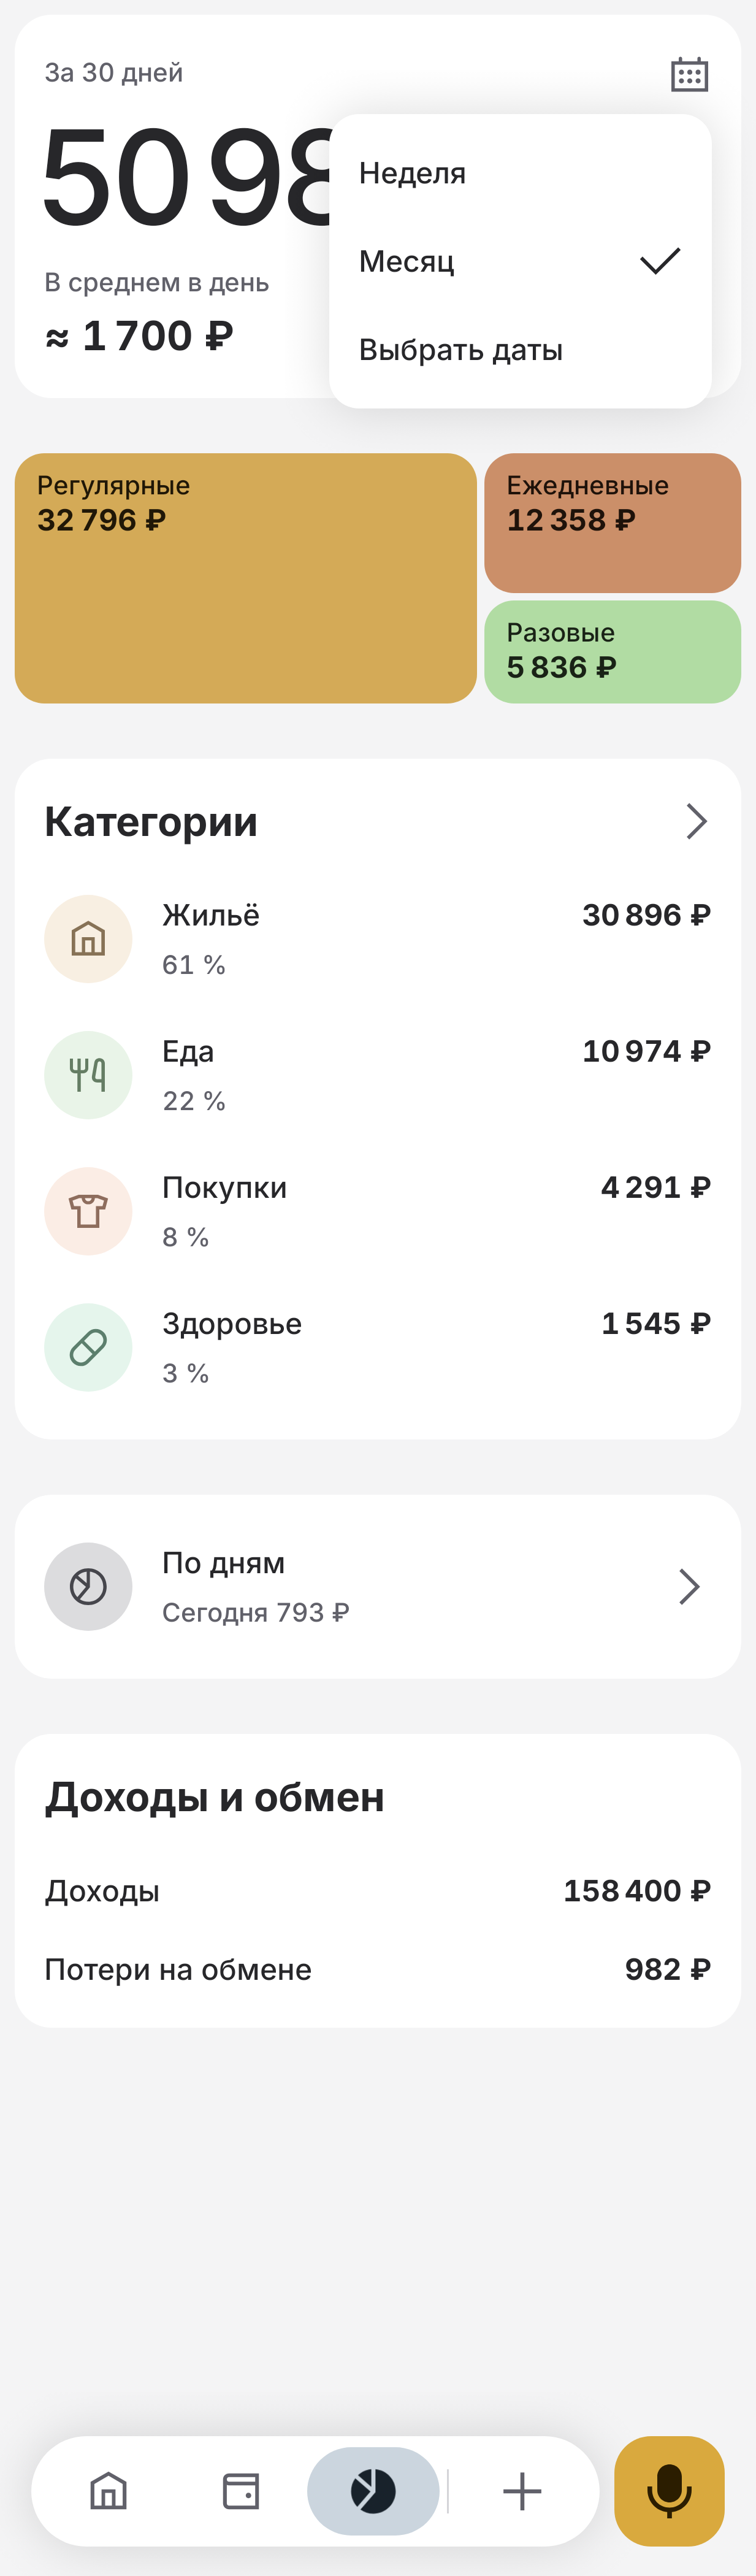 За 30 дней
50 98
Неделя
Месяц
Выбрать даты
В среднем в день
≈ 1 700 ₽
Регулярные
32 796 ₽
Ежедневные
12 358 ₽
Разовые
5 836 ₽
Категории
Жильё 30 896 ₽
61 %
Еда 10 974 ₽
22 %
Покупки 4 291 ₽
8 %
Здоровье 1 545 ₽
3 %
По дням
Сегодня 793 ₽
Доходы и обмен
Доходы 158 400 ₽
Потери на обмене 982 ₽